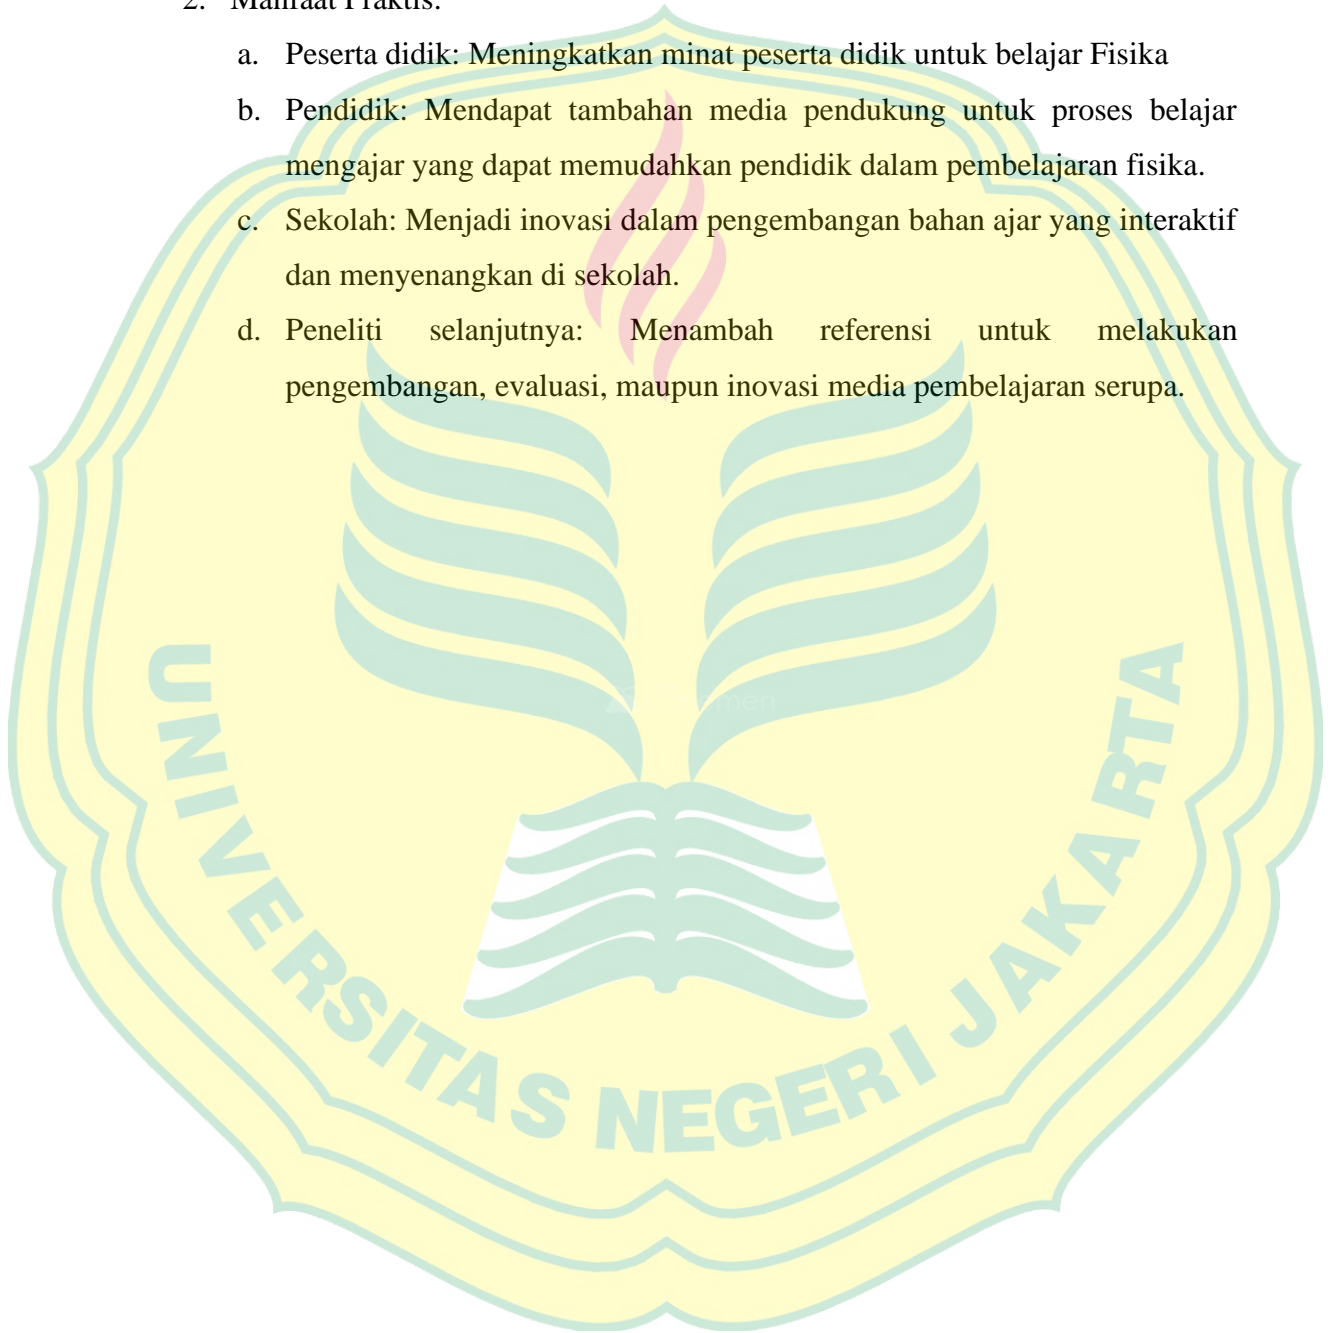 2. Manfaat Praktis:
a. Peserta didik: Meningkatkan minat peserta didik untuk belajar Fisika
b. Pendidik: Mendapat tambahan media pendukung untuk proses belajar
mengajar yang dapat memudahkan pendidik dalam pembelajaran fisika.
c. Sekolah: Menjadi inovasi dalam pengembangan bahan ajar yang interaktif
dan menyenangkan di sekolah.
d. Peneliti selanjutnya: Menambah referensi untuk melakukan
pengembangan, evaluasi, maupun inovasi media pembelajaran serupa.
UNIVERSITAS NEGERI JAKARTA